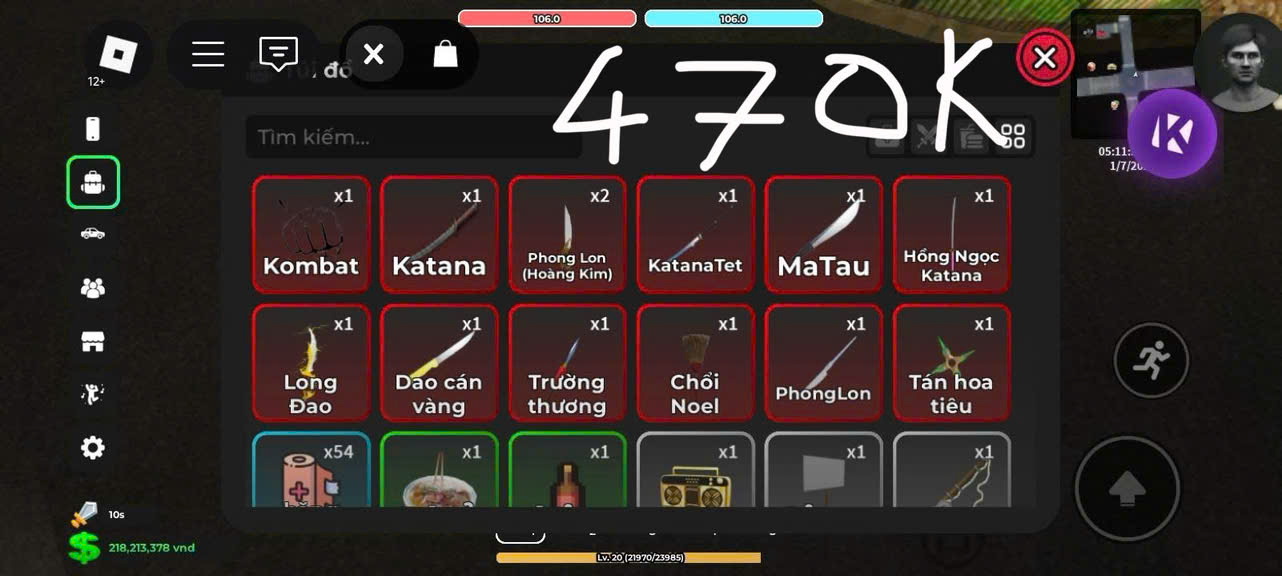 106.0
106.0
470K
12+
đồ
Tìm kiếm...
05:11:
1/7/20
x1
Kombat
x1
Katana
x2
Phong Lon
(Hoàng Kim)
x1
KatanaTet
x1
MaTau
x1
Hồng Ngọc
Katana
x1
Long
Đao
x1
Dao cán
vàng
x1
Trường
thương
x1
Chổi
Noel
x1
PhongLon
x1
Tán hoa
tiêu
x54
x1
x1
x1
x1
x1
10s
218,213,378 vnd
Lv. 20 (21970/23985)